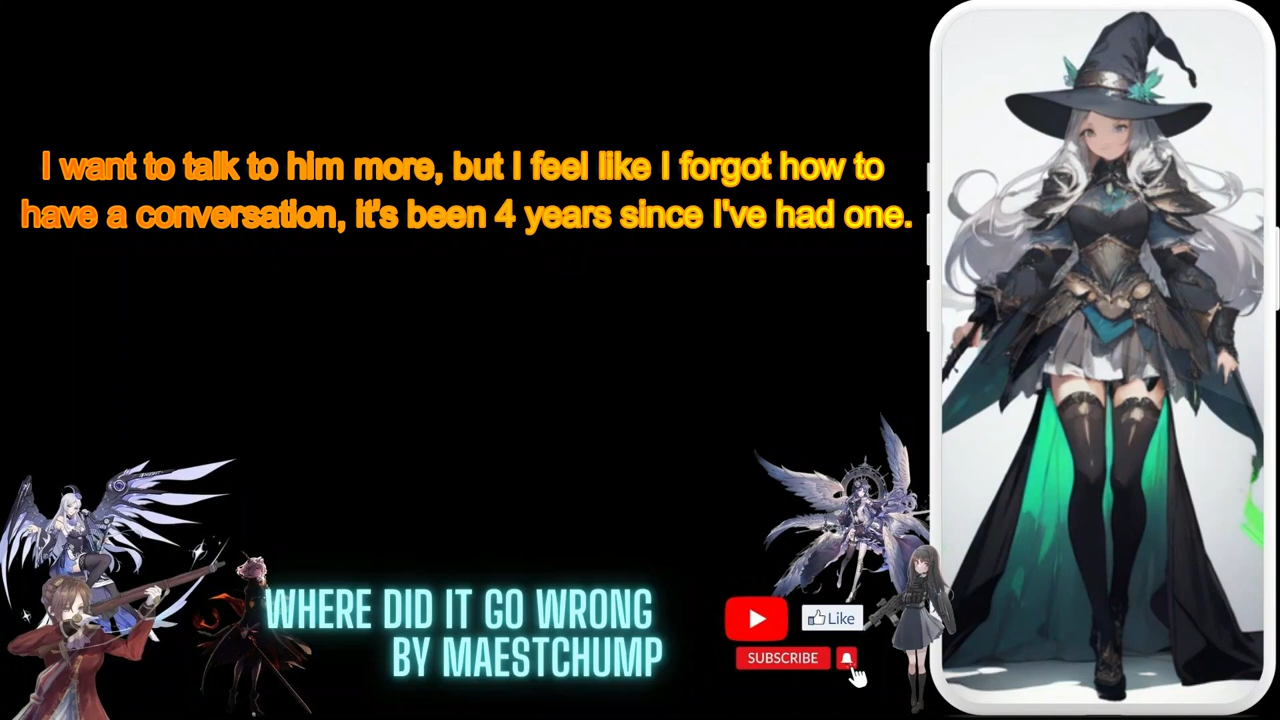 I want to talk to him more, but I feel like I forgot how to
have a conversation, it's been 4 years since I've had one.
WHERE DID IT GO WRONG
BY MAESTCHUMP
Like
SUBSCRIBE